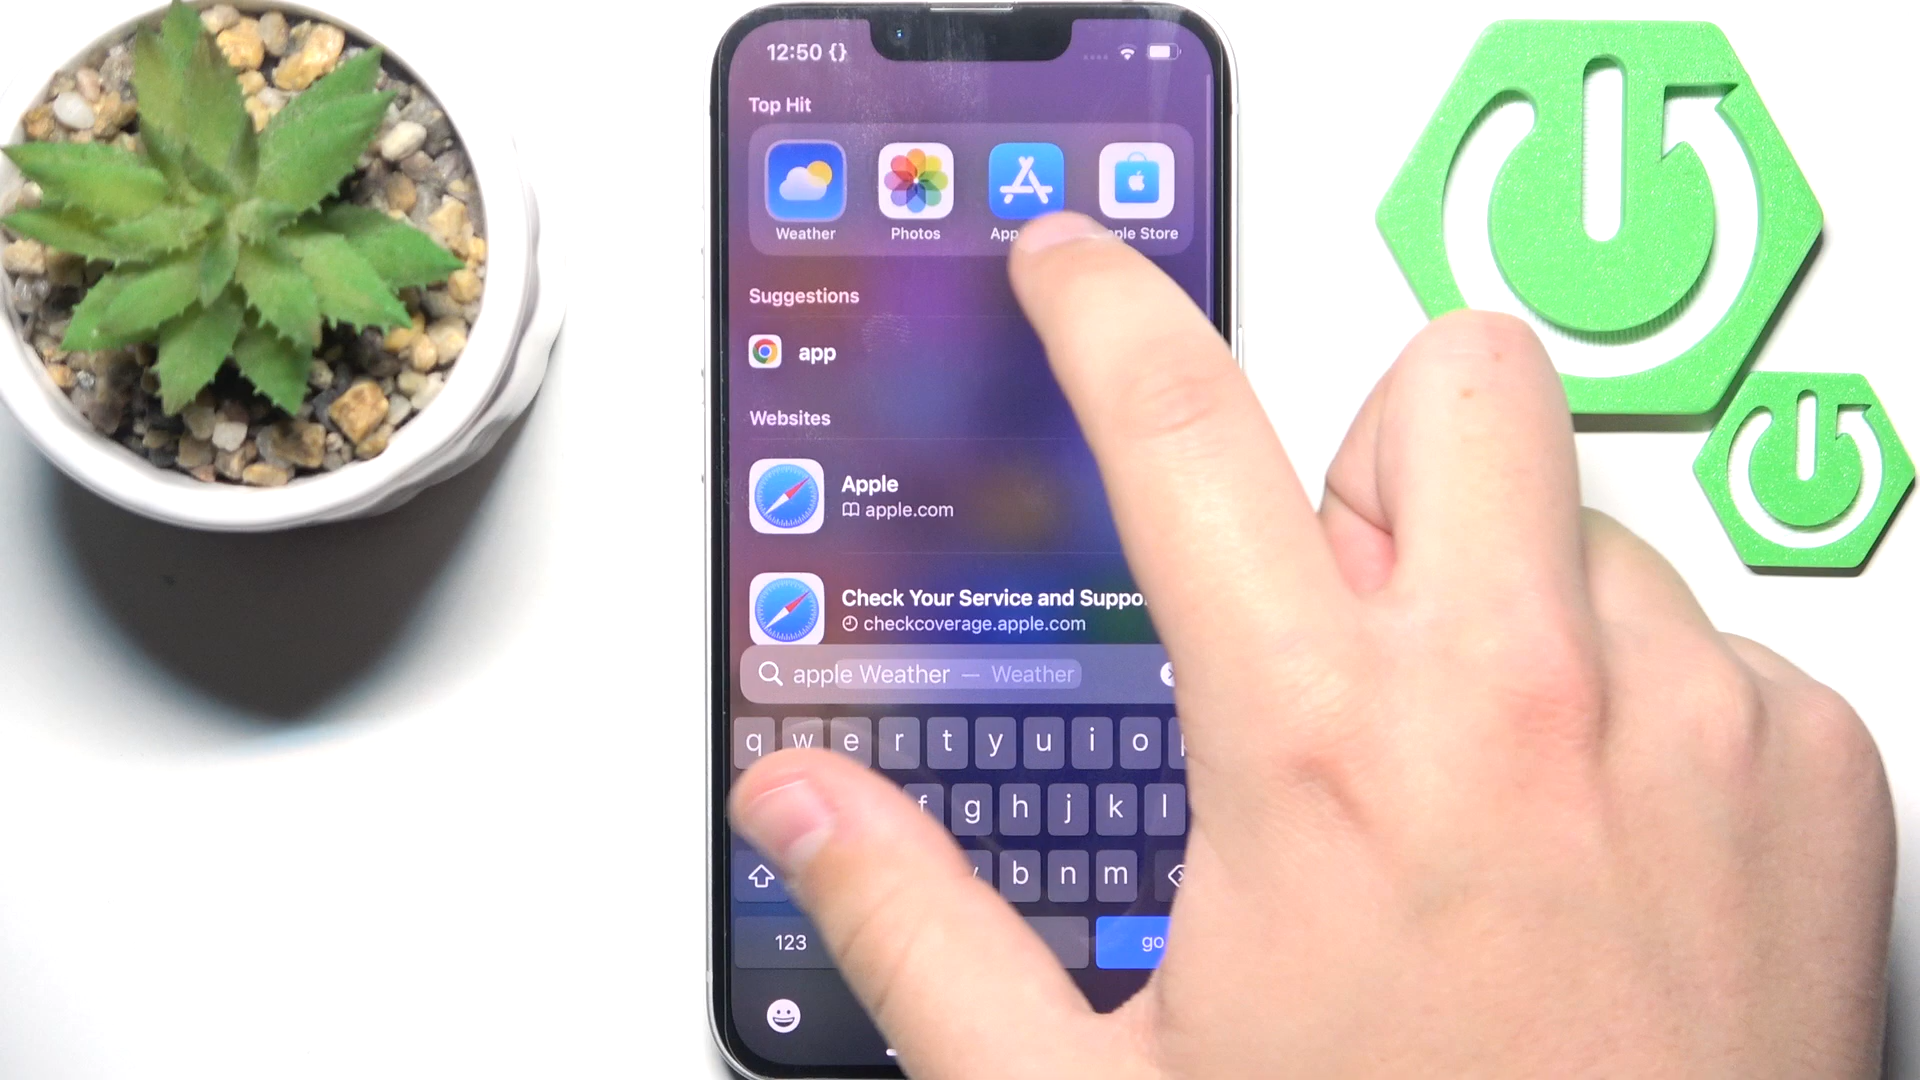 12:50 {}
Top Hit
Weather Photos App ple Store
Suggestions
app
Websites
Apple
apple.com
Check Your Service and Suppo
checkcoverage.apple.com
apple Weather — Weather
q w e r t y u i o p
f g h j k l
v b n m
123 go